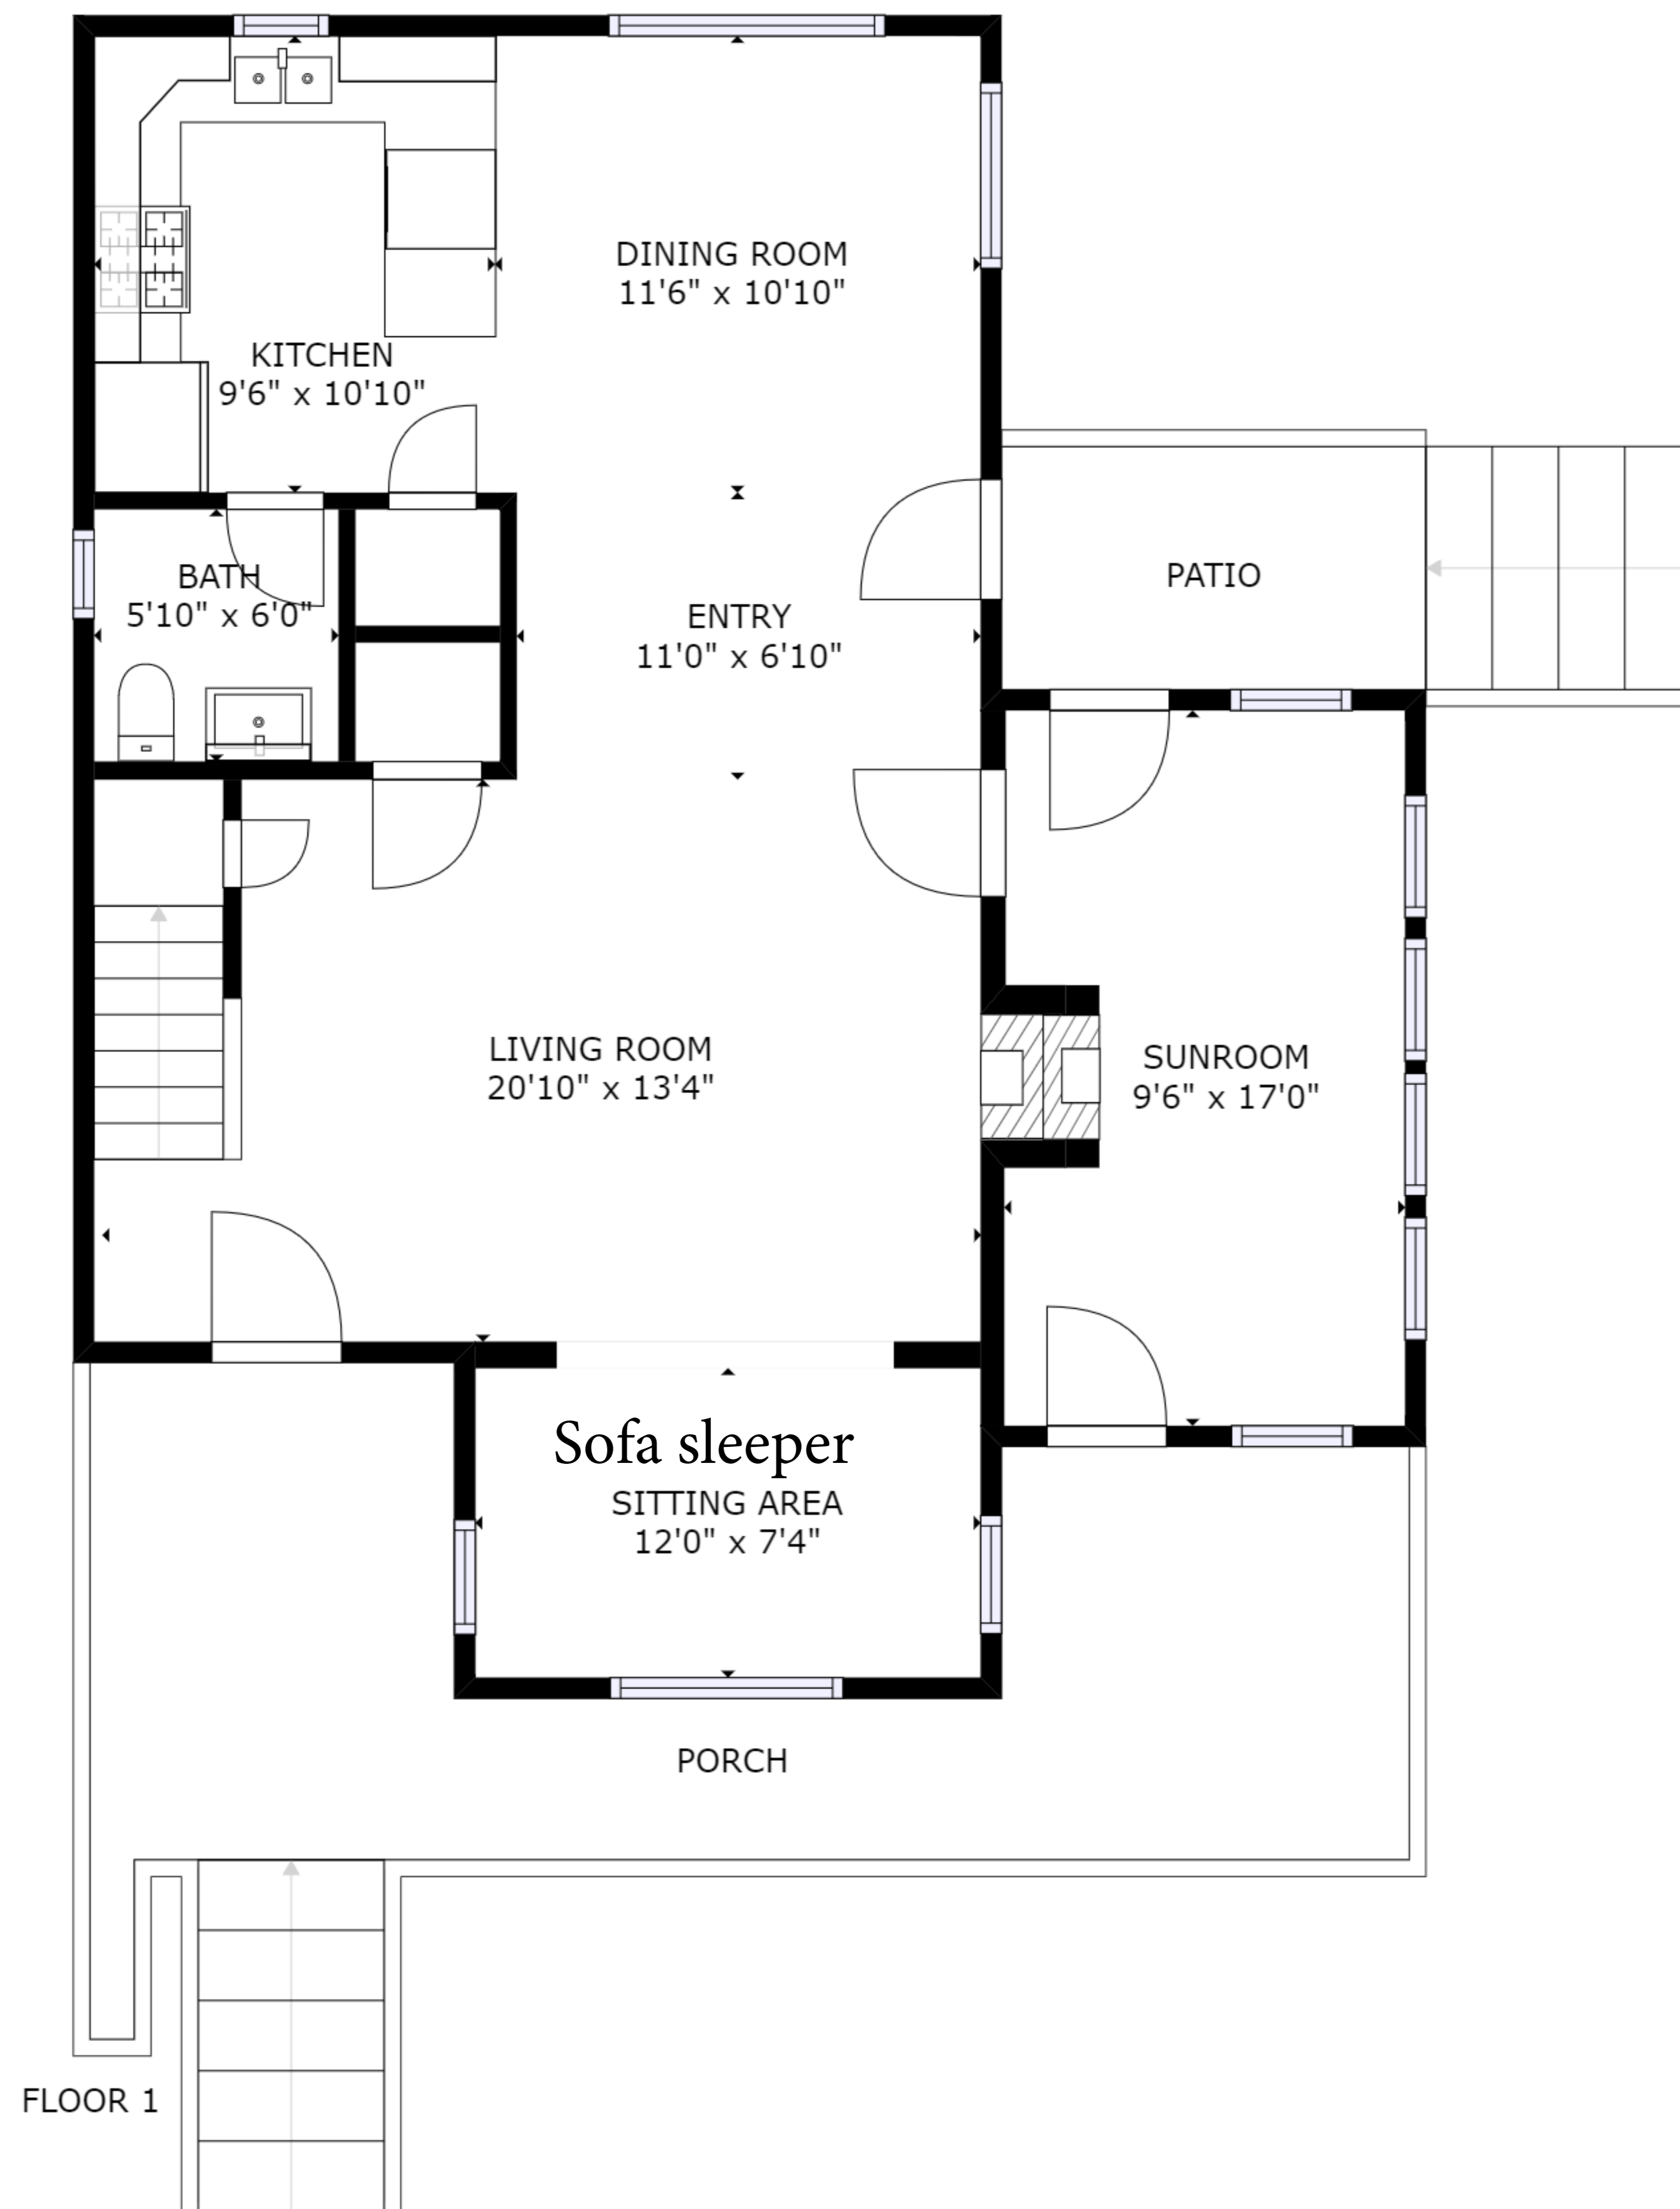 DINING ROOM
11'6" x 10'10"
KITCHEN
9'6" x 10'10"
BATH
5'10" x 6'0"
ENTRY
11'0" x 6'10"
PATIO
LIVING ROOM
20'10" x 13'4"
SUNROOM
9'6" x 17'0"
Sofa sleeper
SITTING AREA
12'0" x 7'4"
PORCH
FLOOR 1